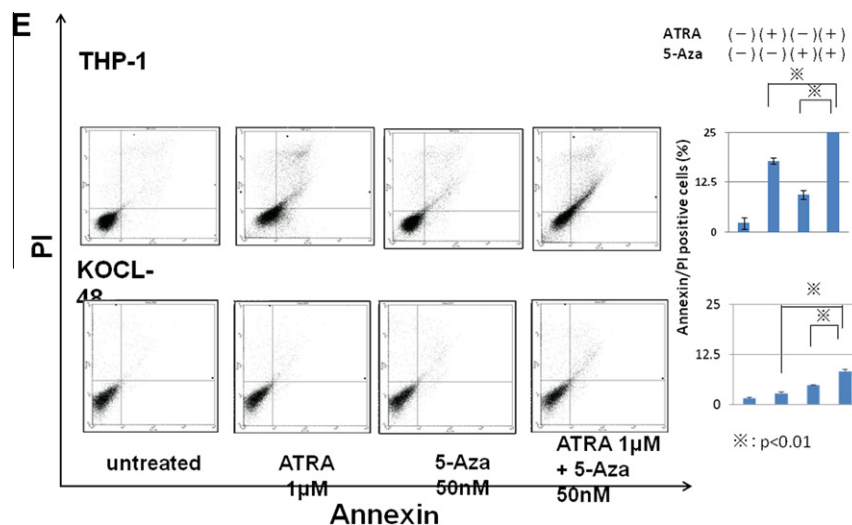 E
THP-1
ATRA (−)(+)(−)(+)
5-Aza (−)(−)(+)(+)
※
※
25
12.5
0
PI
Annexin/PI positive cells (%)
KOCL-
48
※
※
25
12.5
0
※: p<0.01
untreated
ATRA
1µM
5-Aza
50nM
ATRA 1µM
+ 5-Aza
50nM
Annexin